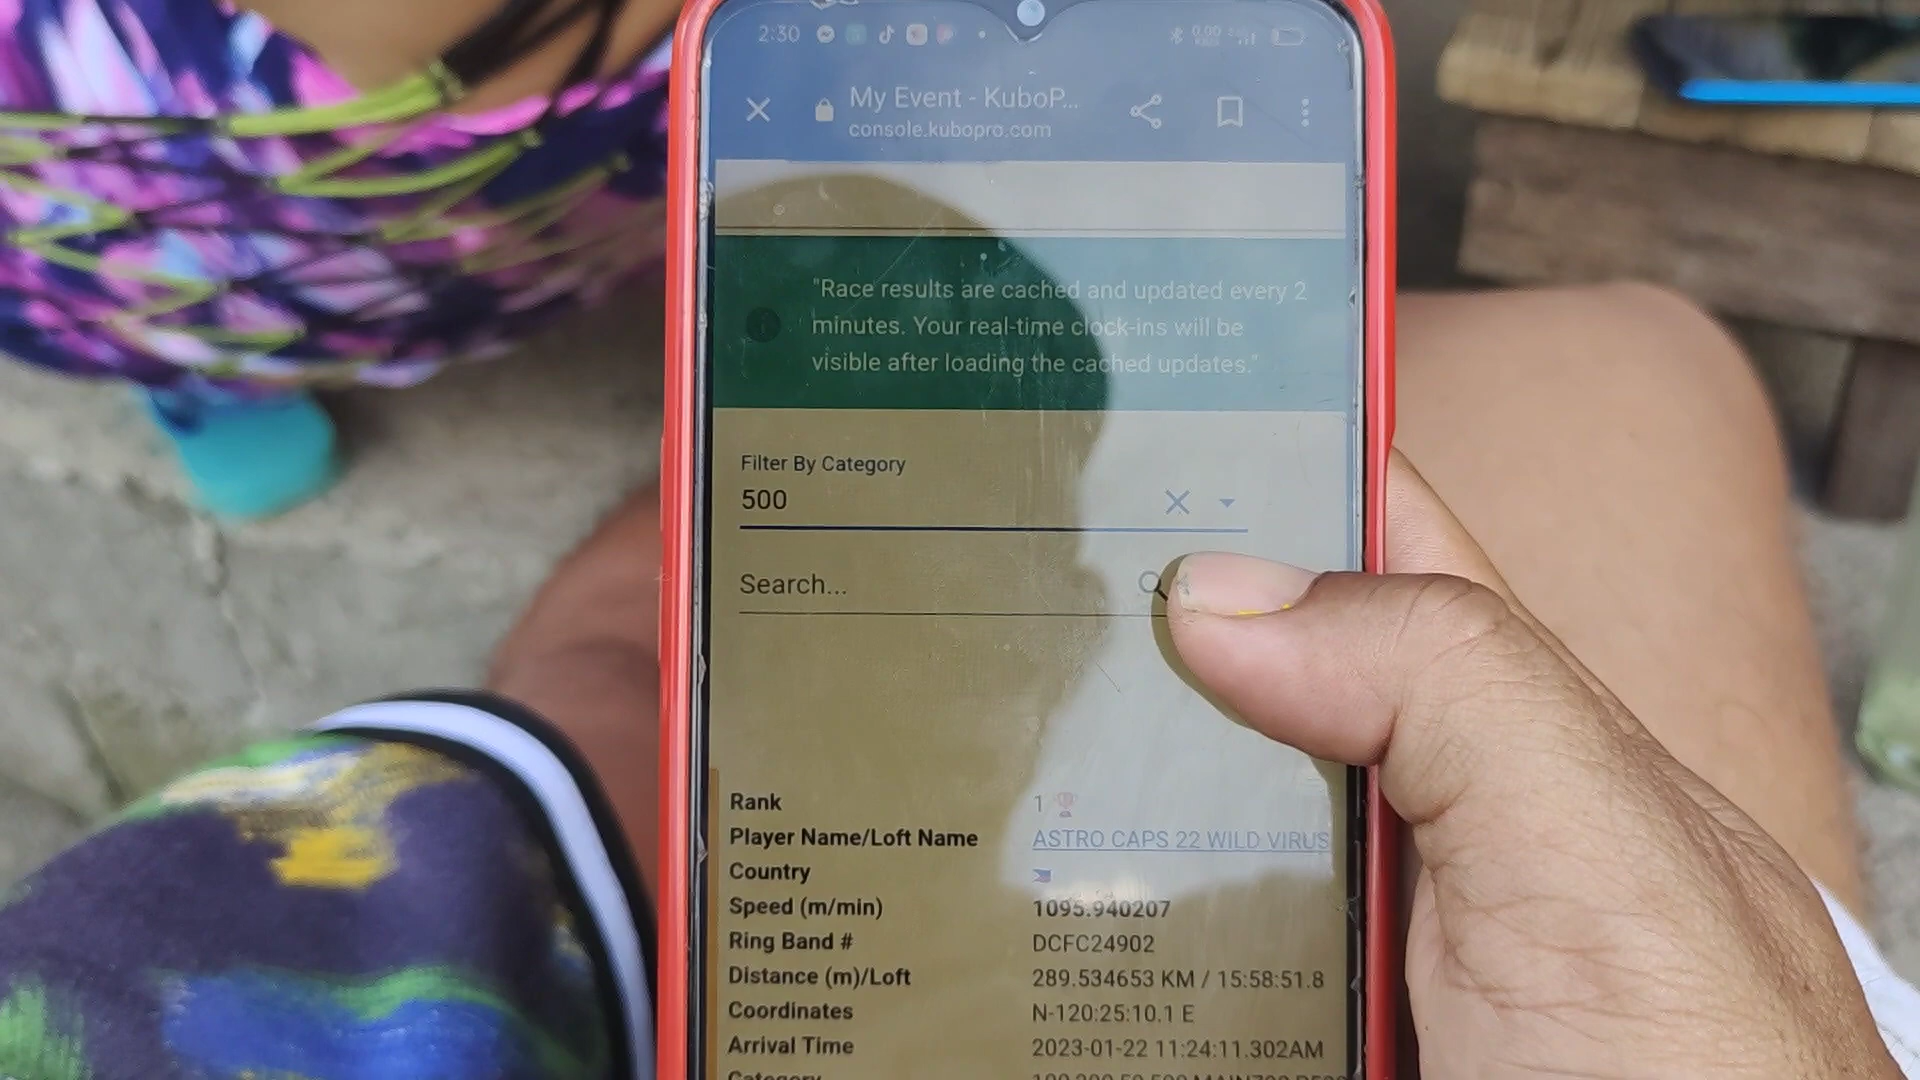 2:30
0.00
My Event - KuboP...
console.kubopro.com
"Race results are cached and updated every 2
minutes. Your real-time clock-ins will be
visible after loading the cached updates."
Filter By Category
500
Search...
Rank 1
Player Name/Loft Name ASTRO CAPS 22 WILD VIRUS
Country
Speed (m/min) 1095.940207
Ring Band # DCFC24902
Distance (m)/Loft 289.534653 KM / 15:58:51.8
Coordinates N-120:25:10.1 E
Arrival Time 2023-01-22 11:24:11.302AM
Category